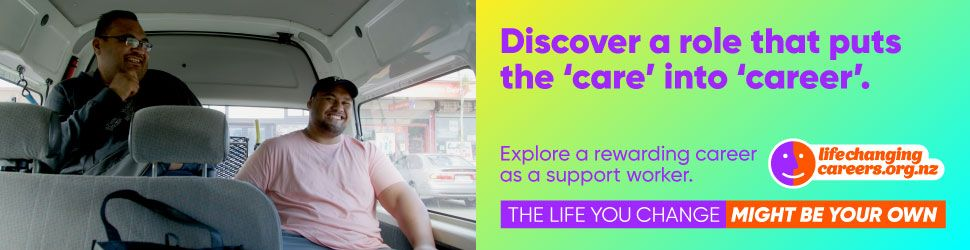 Discover a role that puts
the ‘care’ into ‘career’.
Explore a rewarding career
as a support worker.
lifechanging
careers.org.nz
THE LIFE YOU CHANGE MIGHT BE YOUR OWN